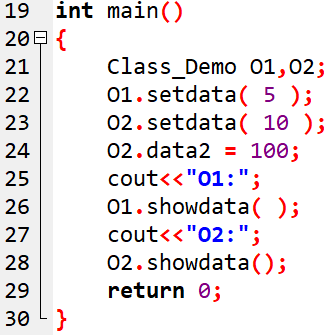 19 int main()
20 {
21 Class_Demo O1,O2;
22 O1.setdata( 5 );
23 O2.setdata( 10 );
24 O2.data2 = 100;
25 cout<<"O1:";
26 O1.showdata( );
27 cout<<"O2:";
28 O2.showdata();
29 return 0;
30 }